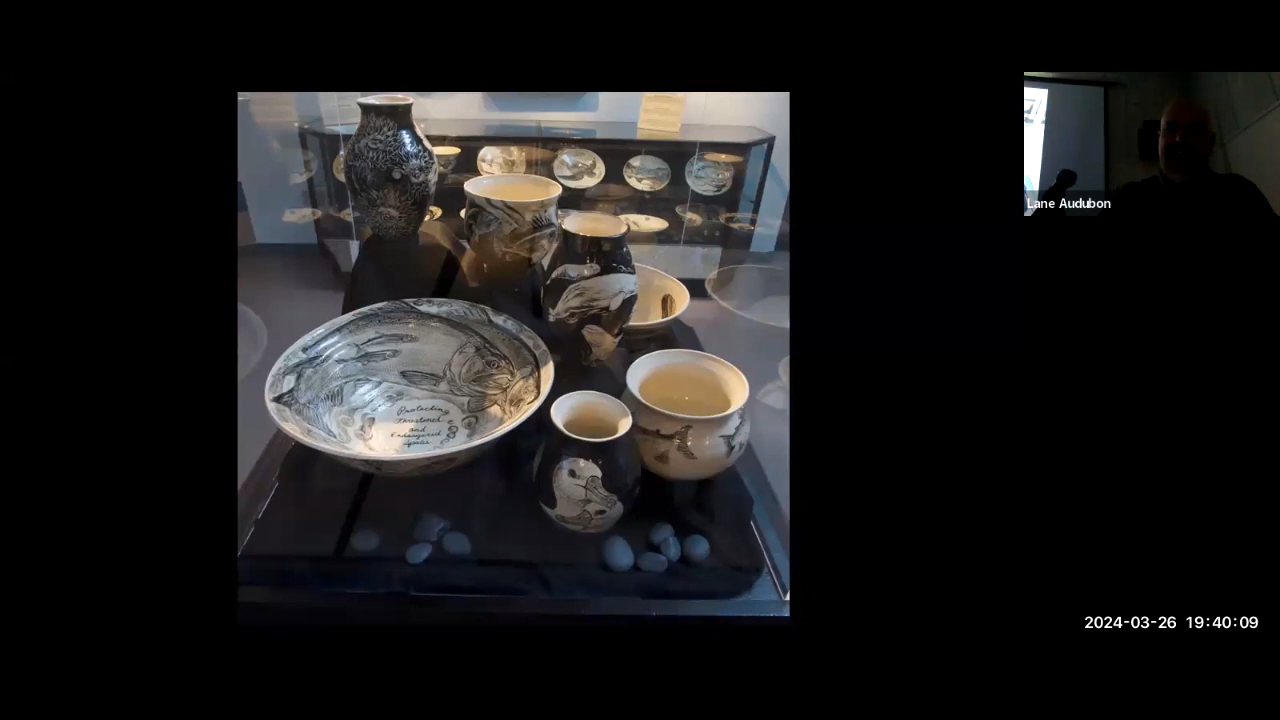 Protecting
Threatened
and
Endangered
Species
Lane Audubon
2024-03-26 19:40:09